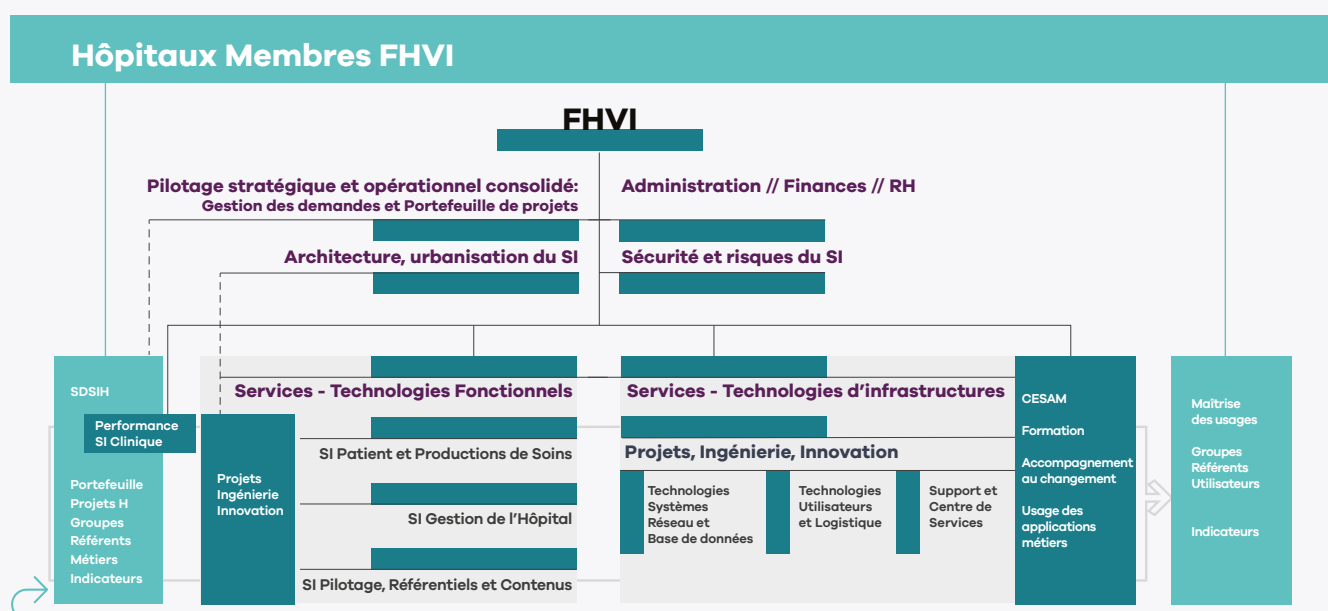 Hôpitaux Membres FHVI
FHVI
Pilotage stratégique et opérationnel consolidé:
Gestion des demandes et Portefeuille de projets
Administration // Finances // RH
Architecture, urbanisation du SI
Sécurité et risques du SI
SDSIH
Performance
SI Clinique
Portefeuille
Projets H
Groupes
Référents
Métiers
Indicateurs
Services - Technologies Fonctionnels
Projets
Ingénierie
Innovation
SI Patient et Productions de Soins
SI Gestion de l’Hôpital
SI Pilotage, Référentiels et Contenus
Services - Technologies d’infrastructures
Projets, Ingénierie, Innovation
Technologies
Systèmes
Réseau et
Base de données
Technologies
Utilisateurs
et Logistique
Support et
Centre de
Services
CESAM
Formation
Accompagnement
au changement
Usage des
applications
métiers
Maîtrise
des usages
Groupes
Référents
Utilisateurs
Indicateurs